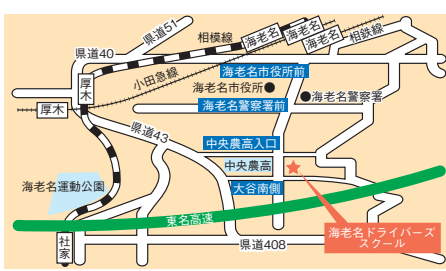 県道51
相模線
海老名
海老名
海老名
相鉄線
県道40
小田急線
海老名市役所前
厚木
海老名市役所
海老名警察署
厚木
海老名警察署前
県道43
中央農高入口
中央農高
海老名運動公園
大谷南側
東名高速
社家
県道408
海老名ドライバーズ
スクール